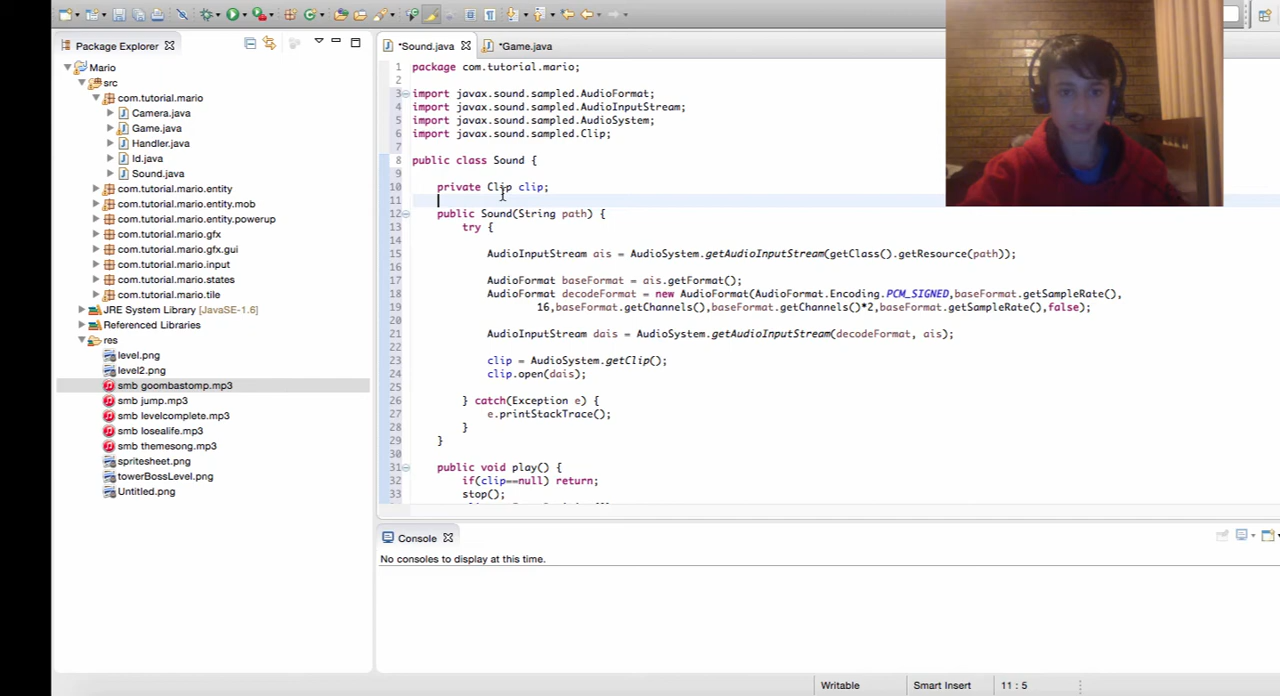 Package Explorer
Mario
src
com.tutorial.mario
Camera.java
Game.java
Handler.java
Id.java
Sound.java
com.tutorial.mario.entity
com.tutorial.mario.entity.mob
com.tutorial.mario.entity.powerup
com.tutorial.mario.gfx
com.tutorial.mario.gfx.gui
com.tutorial.mario.input
com.tutorial.mario.states
com.tutorial.mario.tile
JRE System Library [JavaSE-1.6]
Referenced Libraries
res
level.png
level2.png
smb goombastomp.mp3
smb jump.mp3
smb levelcomplete.mp3
smb losealife.mp3
smb themesong.mp3
spritesheet.png
towerBossLevel.png
Untitled.png
*Sound.java *Game.java
1 package com.tutorial.mario;
2
3 import javax.sound.sampled.AudioFormat;
4 import javax.sound.sampled.AudioInputStream;
5 import javax.sound.sampled.AudioSystem;
6 import javax.sound.sampled.Clip;
7
8 public class Sound {
9
10 private Clip clip;
11
12 public Sound(String path) {
13 try {
14
15 AudioInputStream ais = AudioSystem.getAudioInputStream(getClass().getResource(path));
16
17 AudioFormat baseFormat = ais.getFormat();
18 AudioFormat decodeFormat = new AudioFormat(AudioFormat.Encoding.PCM_SIGNED,baseFormat.getSampleRate(),
19 16,baseFormat.getChannels(),baseFormat.getChannels()*2,baseFormat.getSampleRate(),false);
20
21 AudioInputStream dais = AudioSystem.getAudioInputStream(decodeFormat, ais);
22
23 clip = AudioSystem.getClip();
24 clip.open(dais);
25
26 } catch(Exception e) {
27 e.printStackTrace();
28 }
29 }
30
31 public void play() {
32 if(clip==null) return;
33 stop();
Console
No consoles to display at this time.
Writable Smart Insert 11 : 5